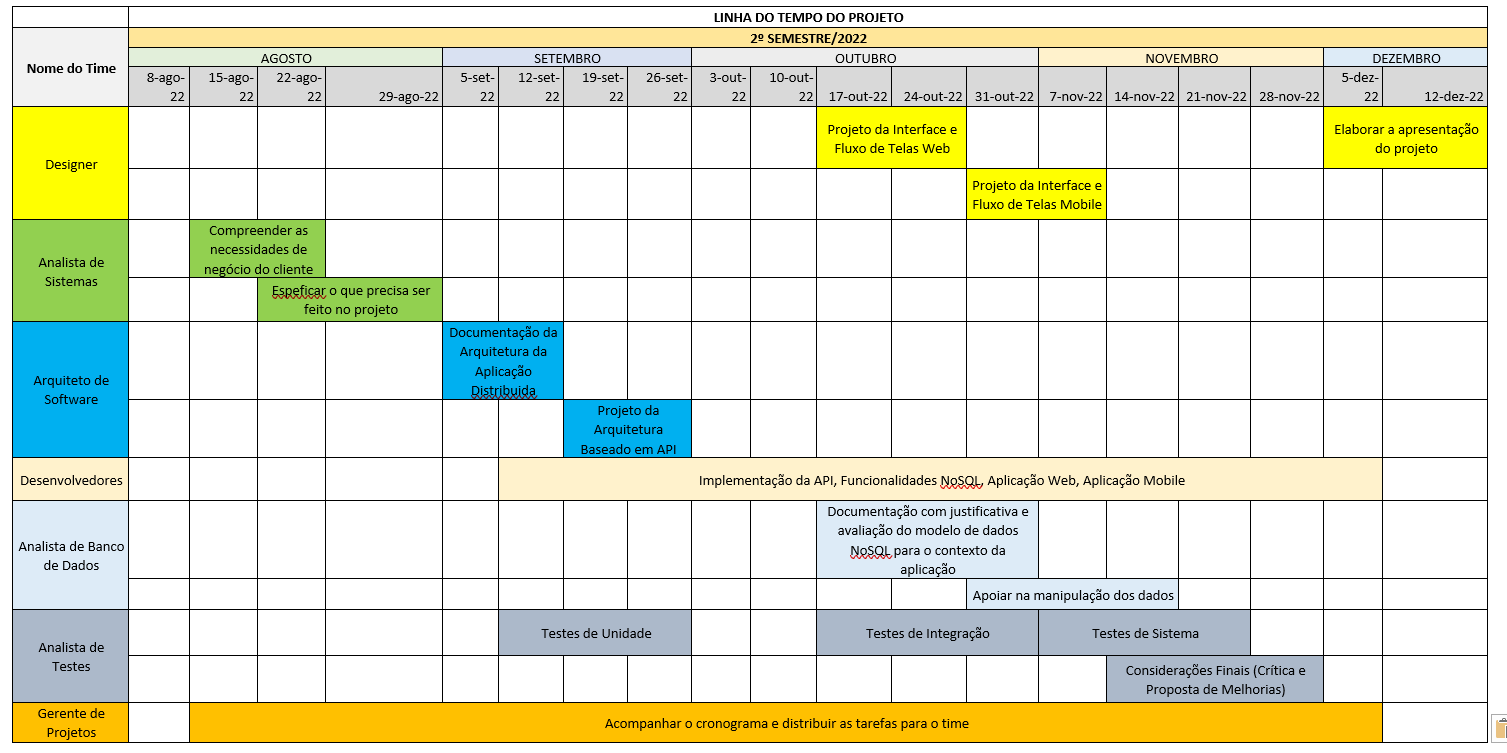 LINHA DO TEMPO DO PROJETO
2º SEMESTRE/2022
Nome do Time
AGOSTO
SETEMBRO
OUTUBRO
NOVEMBRO
DEZEMBRO
8-ago-
22
15-ago-
22
22-ago-
22
29-ago-22
5-set-
22
12-set-
22
19-set-
22
26-set-
22
3-out-
22
10-out-
22
17-out-22
24-out-22
31-out-22
7-nov-22
14-nov-22
21-nov-22
28-nov-22
5-dez-
22
12-dez-22
Designer
Projeto da Interface e
Fluxo de Telas Web
Elaborar a apresentação
do projeto
Projeto da Interface e
Fluxo de Telas Mobile
Analista de
Sistemas
Compreender as
necessidades de
negócio do cliente
Espeficar o que precisa ser
feito no projeto
Arquiteto de
Software
Documentação da
Arquitetura da
Aplicação
Distribuida
Projeto da
Arquitetura
Baseado em API
Desenvolvedores
Implementação da API, Funcionalidades NoSQL, Aplicação Web, Aplicação Mobile
Analista de Banco
de Dados
Documentação com justificativa e
avaliação do modelo de dados
NoSQL para o contexto da
aplicação
Apoiar na manipulação dos dados
Analista de
Testes
Testes de Unidade
Testes de Integração
Testes de Sistema
Considerações Finais (Crítica e
Proposta de Melhorias)
Gerente de
Projetos
Acompanhar o cronograma e distribuir as tarefas para o time